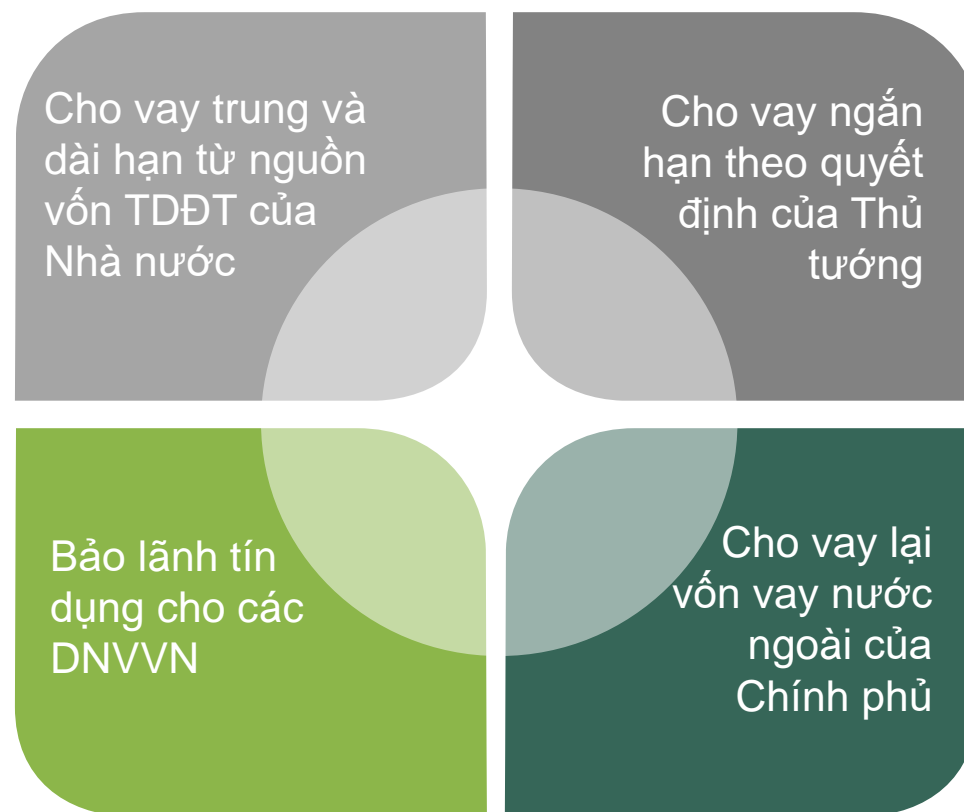 Cho vay trung và
dài hạn từ nguồn
vốn TDĐT của
Nhà nước
Cho vay ngắn
hạn theo quyết
định của Thủ
tướng
Bảo lãnh tín
dụng cho các
DNVVN
Cho vay lại
vốn vay nước
ngoài của
Chính phủ